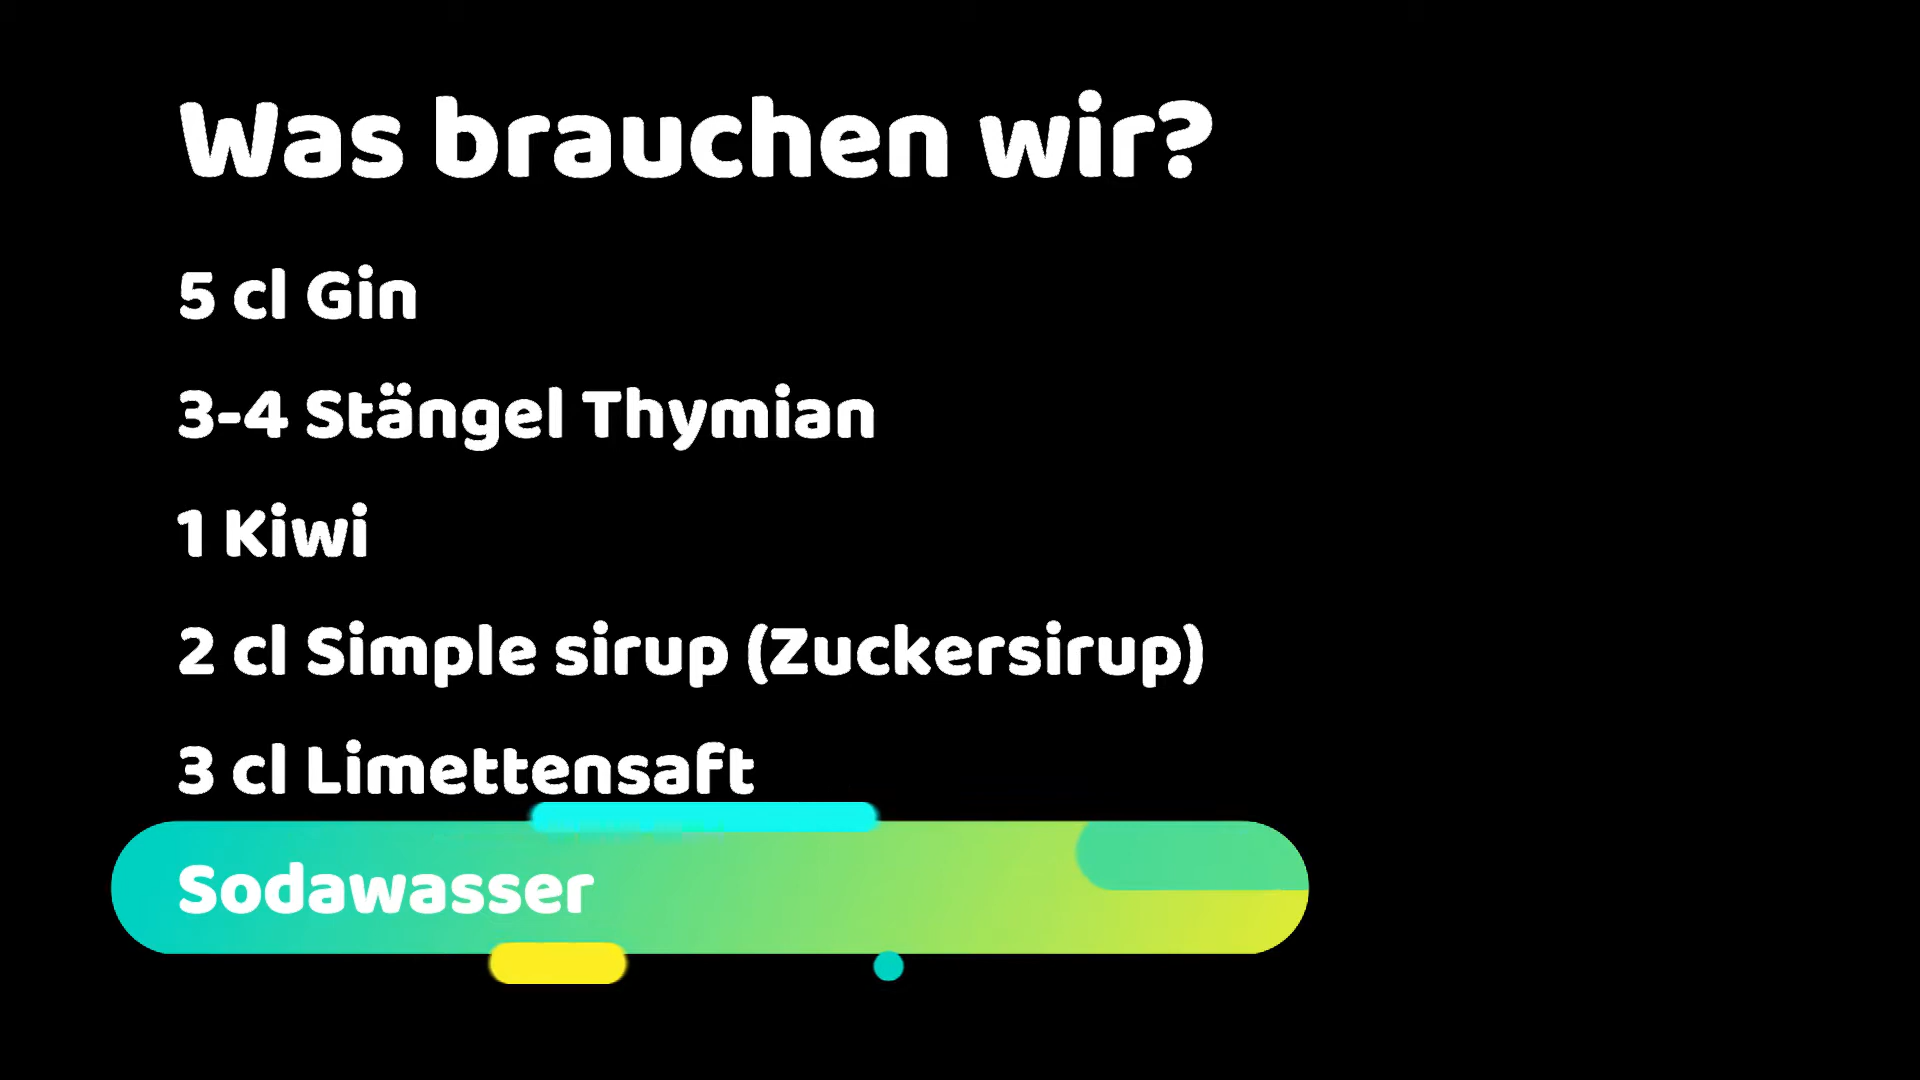 Was brauchen wir?
5 cl Gin
3-4 Stängel Thymian
1 Kiwi
2 cl Simple sirup (Zuckersirup)
3 cl Limettensaft
Sodawasser